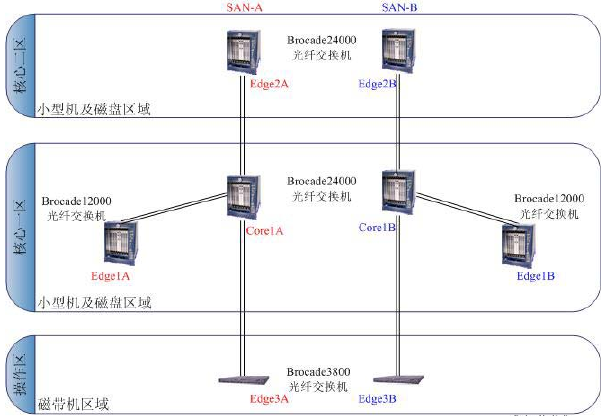 SAN-A
SAN-B
核心二区
Brocade24000
光纤交换机
Edge2A
Edge2B
小型机及磁盘区域
核心一区
Brocade12000
光纤交换机
Brocade24000
光纤交换机
Brocade12000
光纤交换机
Core1A
Core1B
Edge1A
Edge1B
小型机及磁盘区域
操作区
Brocade3800
光纤交换机
磁带机区域
Edge3A
Edge3B